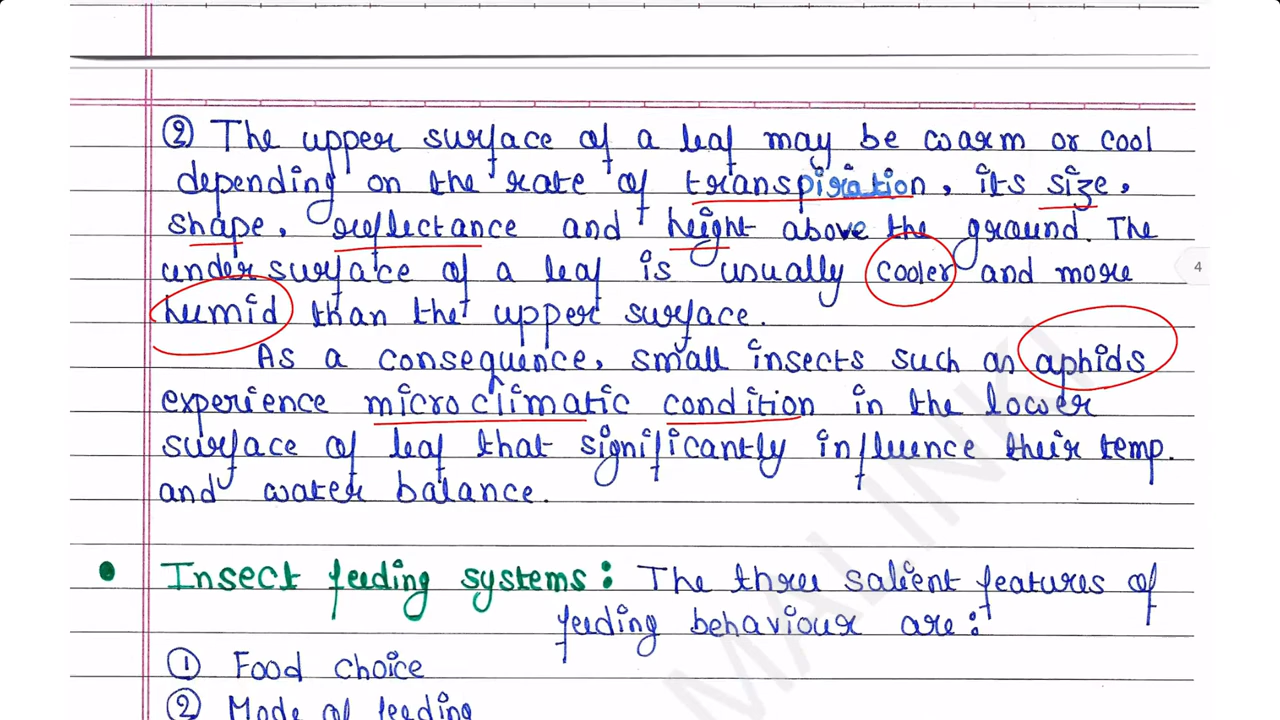 ② The upper surface of a leaf may be warm or cool
depending on the rate of transpiration, its size,
shape, reflectance and height above the ground. The
under surface of a leaf is usually cooler and more
4
humid than the upper surface.
As a consequence, small insects such as aphids
experience microclimatic condition in the lower
surface of leaf that significantly influence their temp.
and water balance.
• Insect feeding systems: The three salient features of
feeding behaviour are:
① Food choice
② Mode of feeding